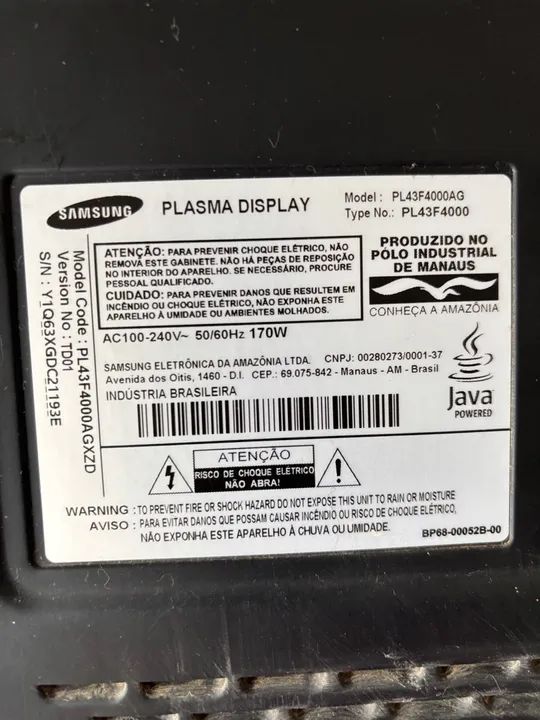 SAMSUNG
PLASMA DISPLAY
Model : PL43F4000AG
Type No.: PL43F4000
ATENÇÃO: PARA PREVENIR CHOQUE ELÉTRICO, NÃO
REMOVA ESTE GABINETE. NÃO HÁ PEÇAS DE REPOSIÇÃO
NO INTERIOR DO APARELHO. SE NECESSÁRIO, PROCURE
PESSOAL QUALIFICADO.
CUIDADO: PARA PREVENIR DANOS QUE RESULTEM EM
INCÊNDIO OU CHOQUE ELÉTRICO, NÃO EXPONHA ESTE
APARELHO A UMIDADE OU AMBIENTES MOLHADOS.
PRODUZIDO NO
PÓLO INDUSTRIAL
DE MANAUS
CONHEÇA A AMAZÔNIA
AC100-240V~ 50/60Hz 170W
SAMSUNG ELETRÔNICA DA AMAZÔNIA LTDA. CNPJ: 00280273/0001-37
Avenida dos Oitis, 1460 - D.I. CEP.: 69.075-842 - Manaus - AM - Brasil
INDÚSTRIA BRASILEIRA
Java
POWERED
Model Code : PL43F4000AGXZD
Version No : TD01
S/N : Y1Q63XGDC21193E
ATENÇÃO
RISCO DE CHOQUE ELÉTRICO
NÃO ABRA!
WARNING : TO PREVENT FIRE OR SHOCK HAZARD DO NOT EXPOSE THIS UNIT TO RAIN OR MOISTURE
AVISO : PARA EVITAR DANOS QUE POSSAM CAUSAR INCÊNDIO OU RISCO DE CHOQUE ELÉTRICO,
NÃO EXPONHA ESTE APARELHO À CHUVA OU UMIDADE.
BP68-00052B-00